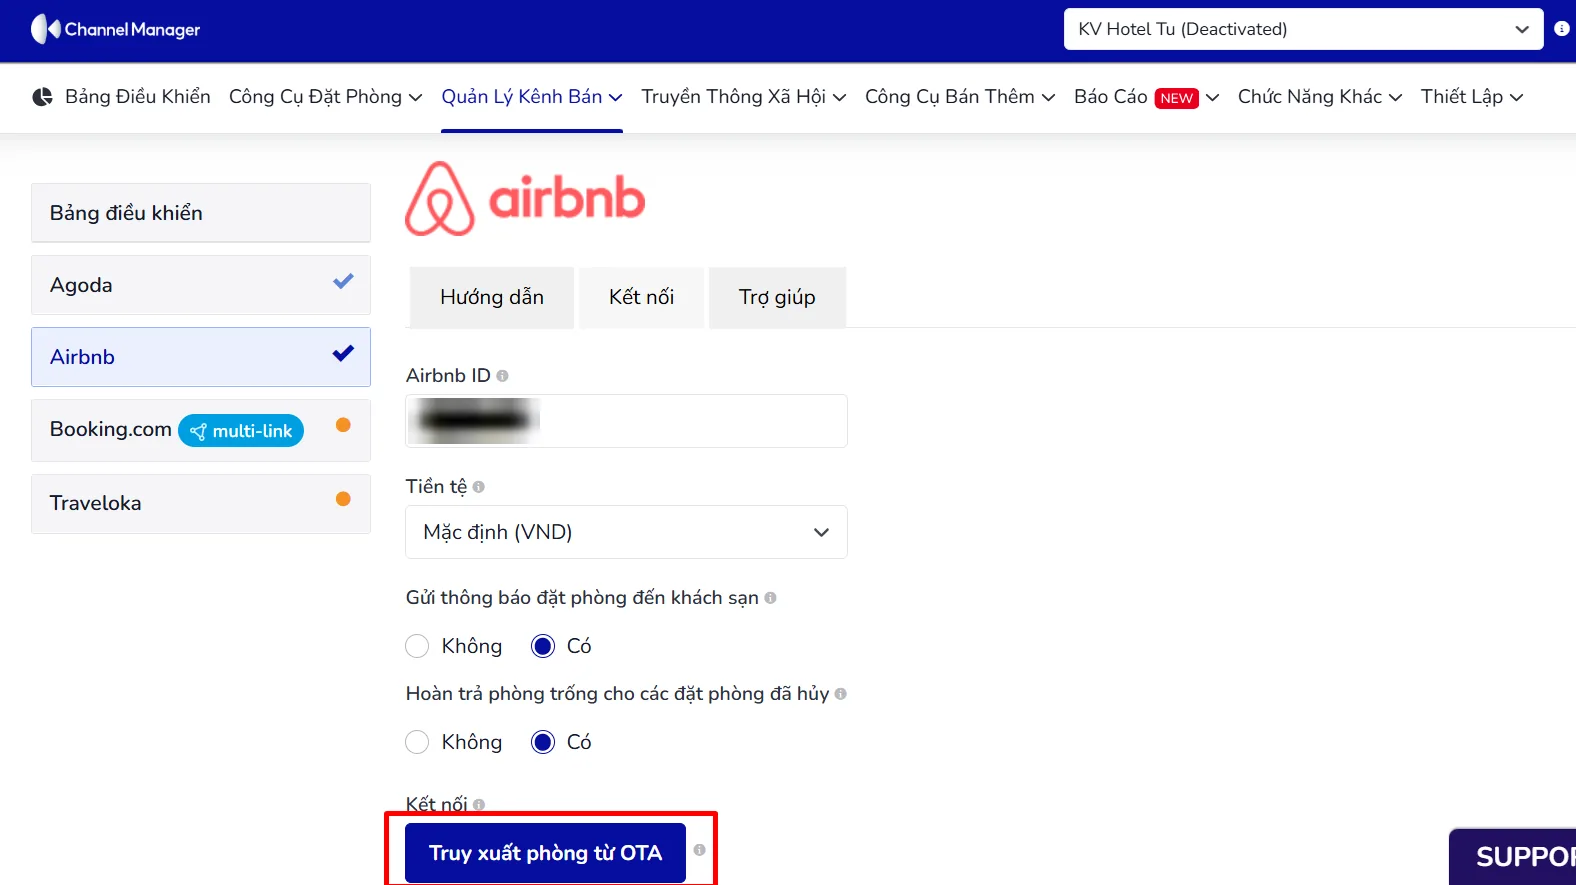 Channel Manager
KV Hotel Tu (Deactivated)
Bảng Điều Khiển Công Cụ Đặt Phòng Quản Lý Kênh Bán Truyền Thông Xã Hội Công Cụ Bán Thêm Báo Cáo NEW Chức Năng Khác Thiết Lập
airbnb
Bảng điều khiển
Agoda
Airbnb
Booking.com multi-link
Traveloka
Hướng dẫn Kết nối Trợ giúp
Airbnb ID
Tiền tệ
Mặc định (VND)
Gửi thông báo đặt phòng đến khách sạn
Không Có
Hoàn trả phòng trống cho các đặt phòng đã hủy
Không Có
Kết nối
Truy xuất phòng từ OTA
SUPPOR